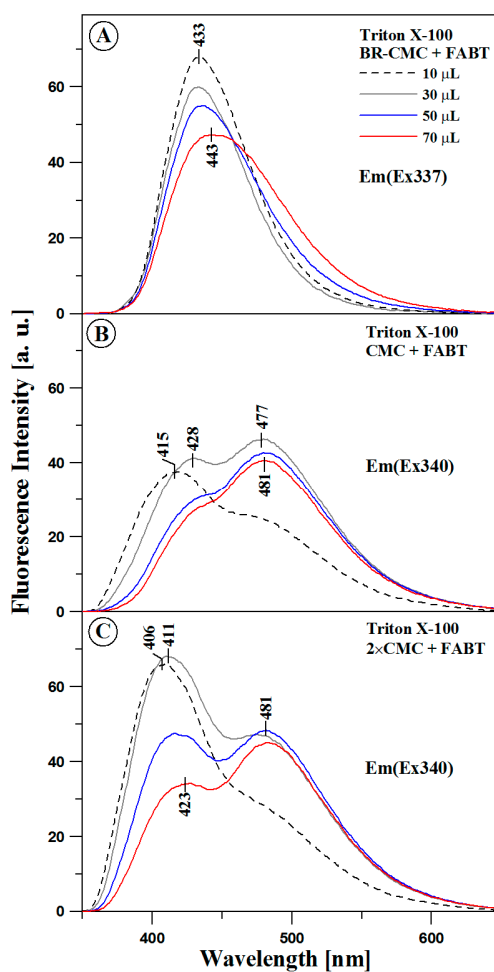 Fluorescence Intensity [a. u.]
A
433
443
Triton X-100
BR-CMC + FABT
10 μL
30 μL
50 μL
70 μL
Em(Ex337)
60
40
20
0
B
415
428
477
481
Triton X-100
CMC + FABT
Em(Ex340)
60
40
20
0
C
406
411
423
481
Triton X-100
2×CMC + FABT
Em(Ex340)
60
40
20
0
400
500
600
Wavelength [nm]